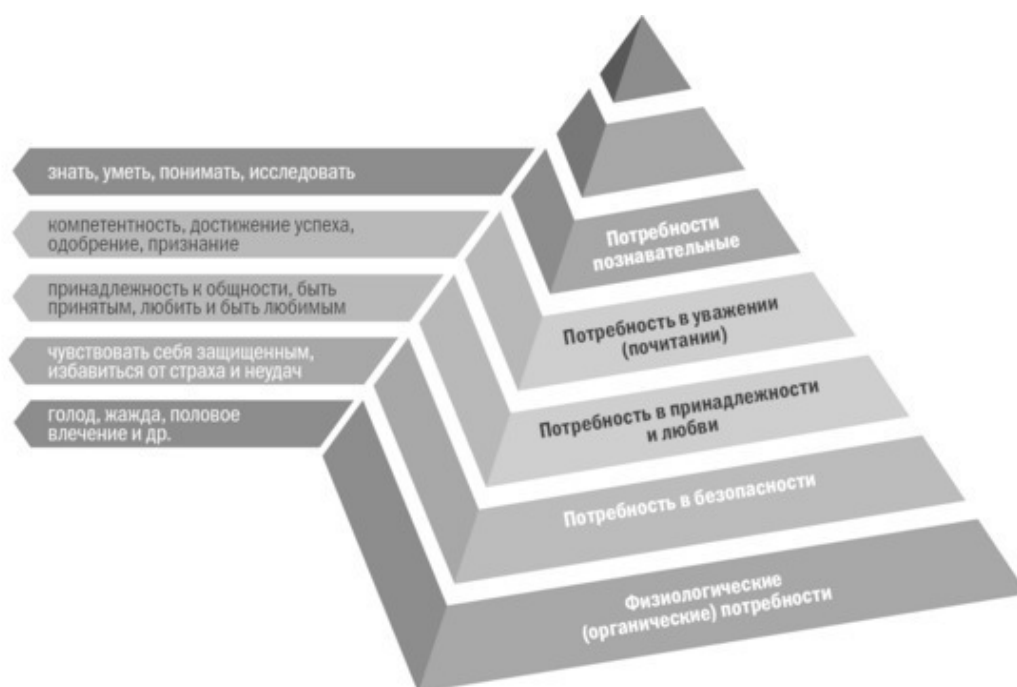 знать, уметь, понимать, исследовать
компетентность, достижение успеха,
одобрение, признание
принадлежность к общности, быть
принятым, любить и быть любимым
чувствовать себя защищенным,
избавиться от страха и неудач
голод, жажда, половое
влечение и др.
Потребности
познавательные
Потребность в уважении
(почитании)
Потребность в принадлежности
и любви
Потребность в безопасности
Физиологические
(органические) потребности